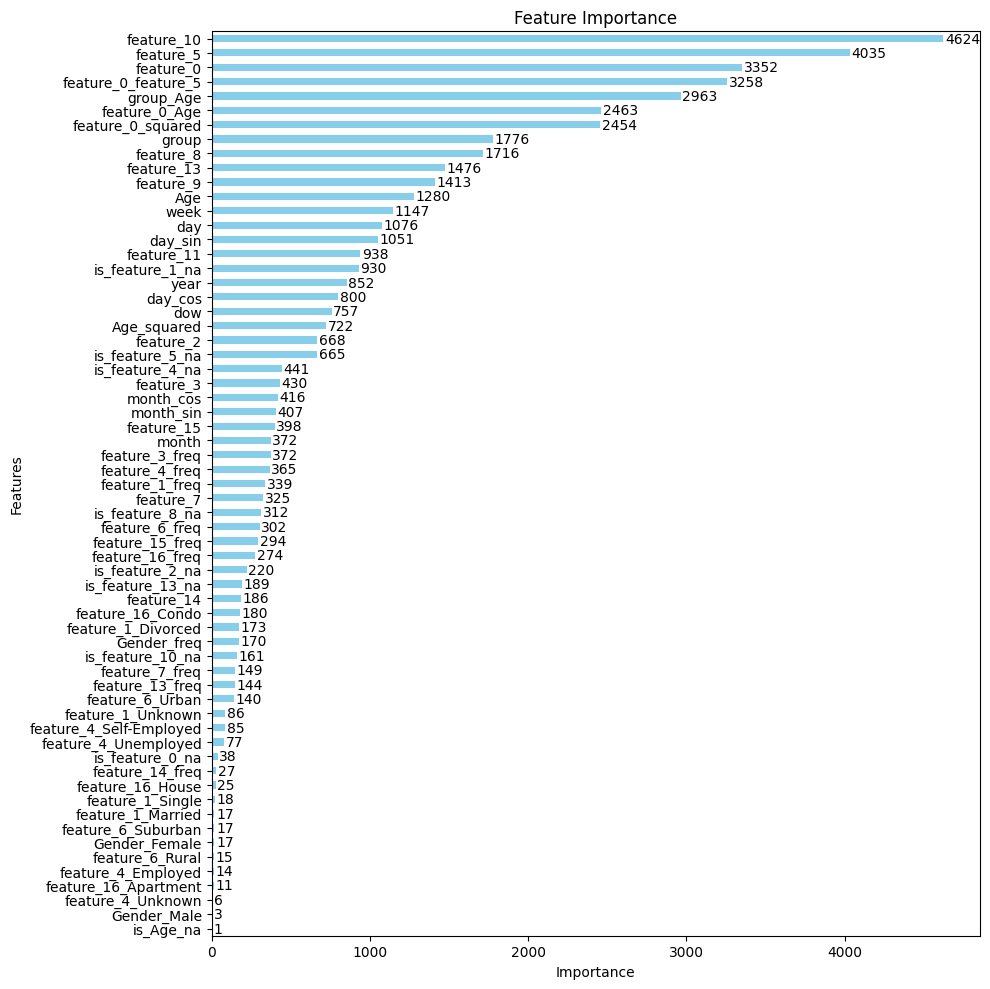 Feature Importance
feature_10 4624
feature_5 4035
feature_0 3352
feature_0_feature_5 3258
group_Age 2963
feature_0_Age 2463
feature_0_squared 2454
group 1776
feature_8 1716
feature_13 1476
feature_9 1413
Age 1280
week 1147
day 1076
day_sin 1051
feature_11 938
is_feature_1_na 930
year 852
day_cos 800
dow 757
Age_squared 722
feature_2 668
is_feature_5_na 665
is_feature_4_na 441
feature_3 430
month_cos 416
month_sin 407
feature_15 398
month 372
feature_3_freq 372
feature_4_freq 365
feature_1_freq 339
feature_7 325
is_feature_8_na 312
feature_6_freq 302
feature_15_freq 294
feature_16_freq 274
is_feature_2_na 220
is_feature_13_na 189
feature_14 186
feature_16_Condo 180
feature_1_Divorced 173
Gender_freq 170
is_feature_10_na 161
feature_7_freq 149
feature_13_freq 144
feature_6_Urban 140
feature_1_Unknown 86
feature_4_Self-Employed 85
feature_4_Unemployed 77
is_feature_0_na 38
feature_14_freq 27
feature_16_House 25
feature_1_Single 18
feature_1_Married 17
feature_6_Suburban 17
Gender_Female 17
feature_6_Rural 15
feature_4_Employed 14
feature_16_Apartment 11
feature_4_Unknown 6
Gender_Male 3
is_Age_na 1
Features
0 1000 2000 3000 4000
Importance